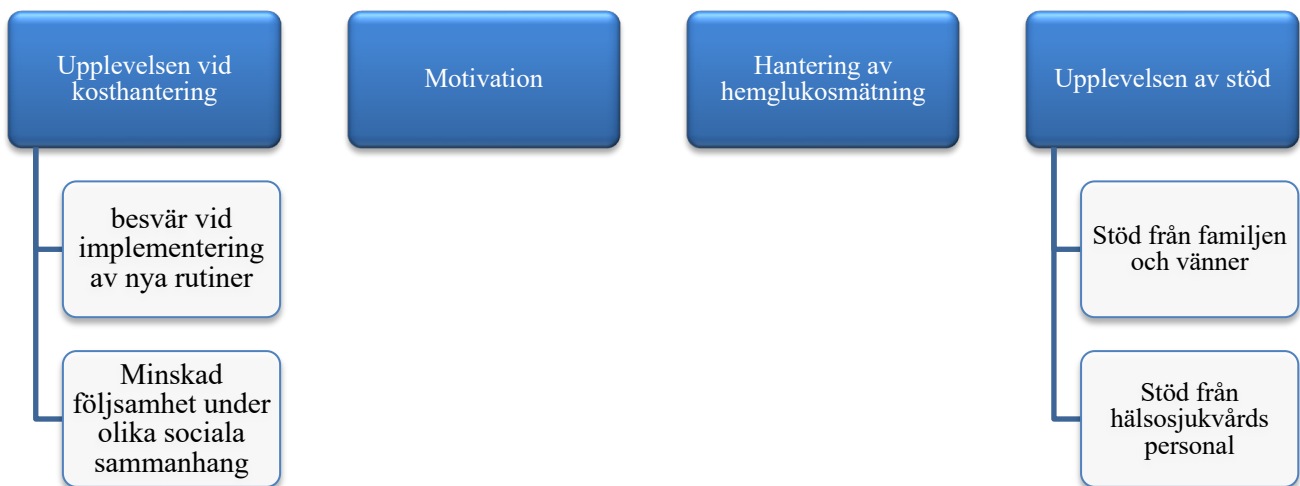 Upplevelsen vid
kosthantering
Motivation
Hantering av
hemglukosmätning
Upplevelsen av stöd
besvär vid
implementering
av nya rutiner
Minskad
följsamhet under
olika sociala
sammanhang
Stöd från familjen
och vänner
Stöd från
hälsosjukvårds
personal